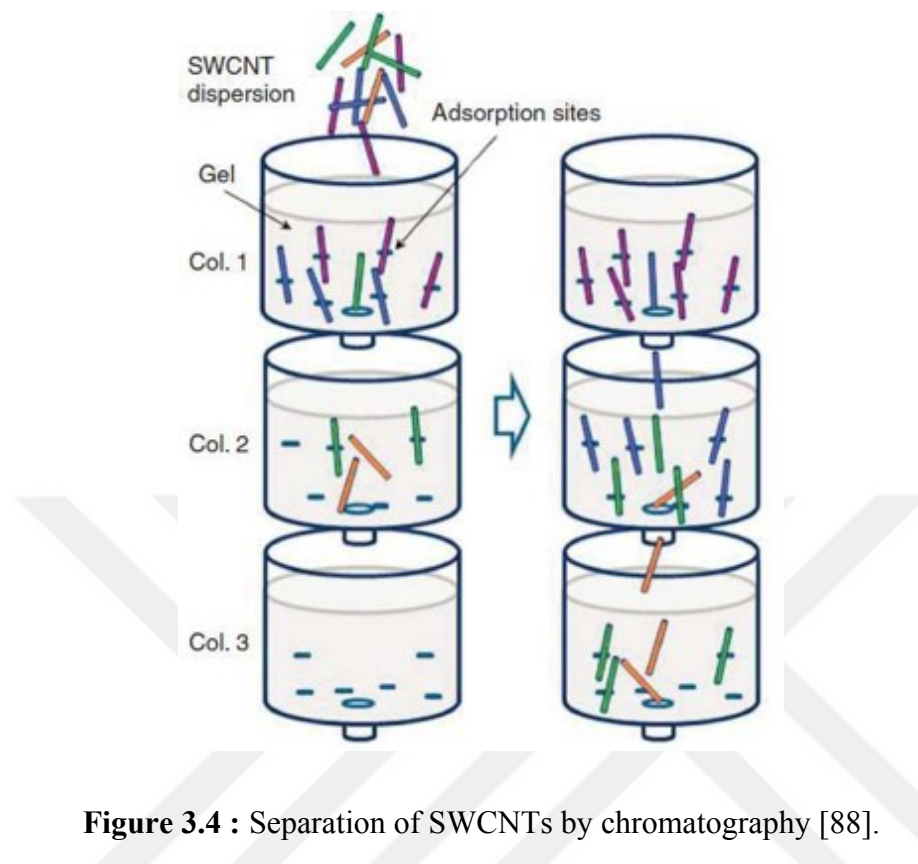 SWCNT
dispersion
Adsorption sites
Gel
Col. 1
Col. 2
Col. 3
Figure 3.4 : Separation of SWCNTs by chromatography [88].